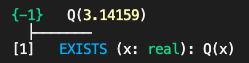 {-1} Q(3.14159)
[1] EXISTS (x: real): Q(x)